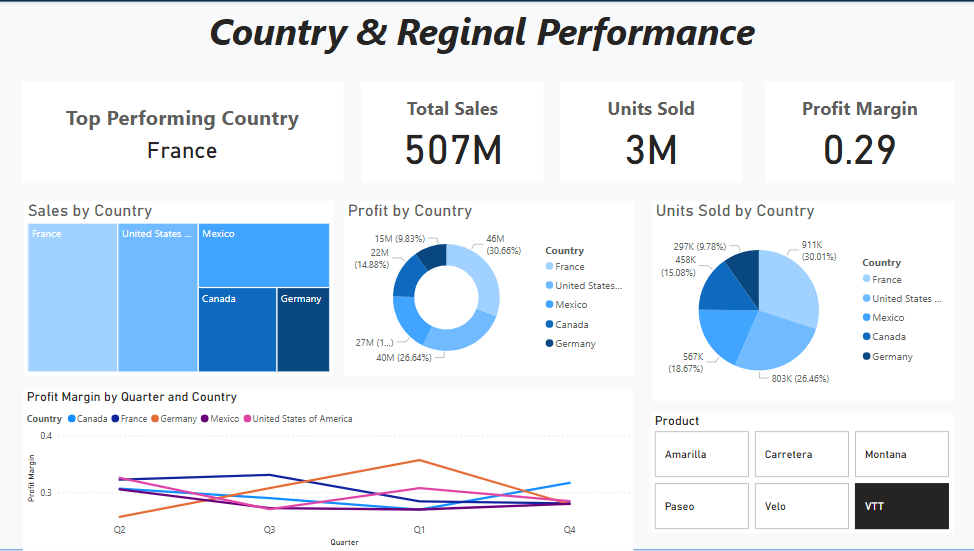 Country & Reginal Performance
Top Performing Country
France
Total Sales
507M
Units Sold
3M
Profit Margin
0.29
Sales by Country
France
United States ...
Mexico
Canada
Germany
Profit by Country
15M (9.83%)
46M
(30.66%)
22M
(14.88%)
27M (1...)
40M (26.64%)
Country
France
United States...
Mexico
Canada
Germany
Units Sold by Country
297K (9.78%)
911K
(30.01%)
458K
(15.08%)
567K
(18.67%)
803K (26.46%)
Country
France
United States ...
Mexico
Canada
Germany
Profit Margin by Quarter and Country
Country Canada France Germany Mexico United States of America
0.4
0.3
Profit Margin
Q2 Q3 Q1 Q4
Quarter
Product
Amarilla Carretera Montana
Paseo Velo VTT